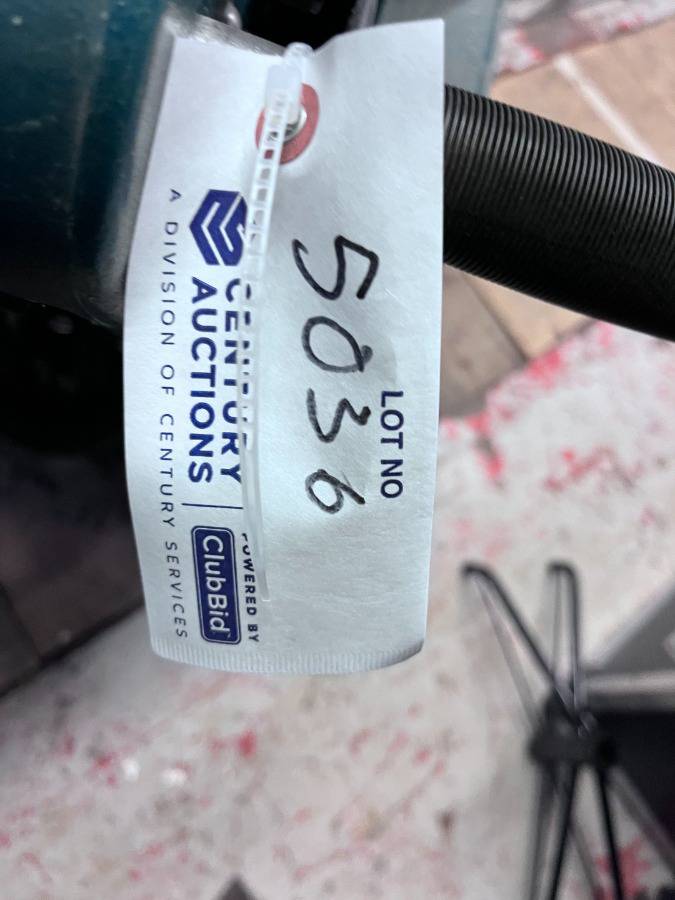 LOT NO
5036
CENTURY
AUCTIONS
POWERED BY
ClubBid
A DIVISION OF CENTURY SERVICES